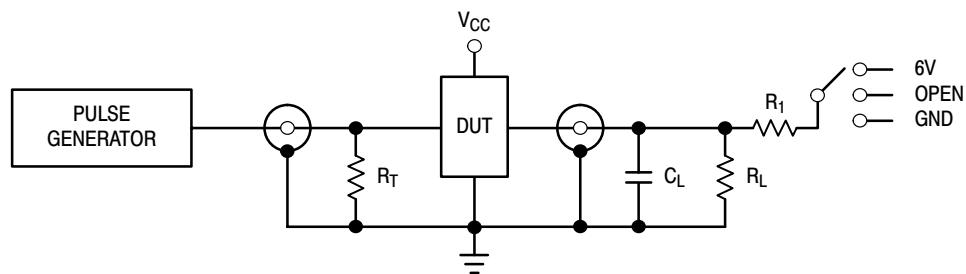 VCC
6V
OPEN
GND
PULSE
GENERATOR
DUT
R1
RT
CL
RL